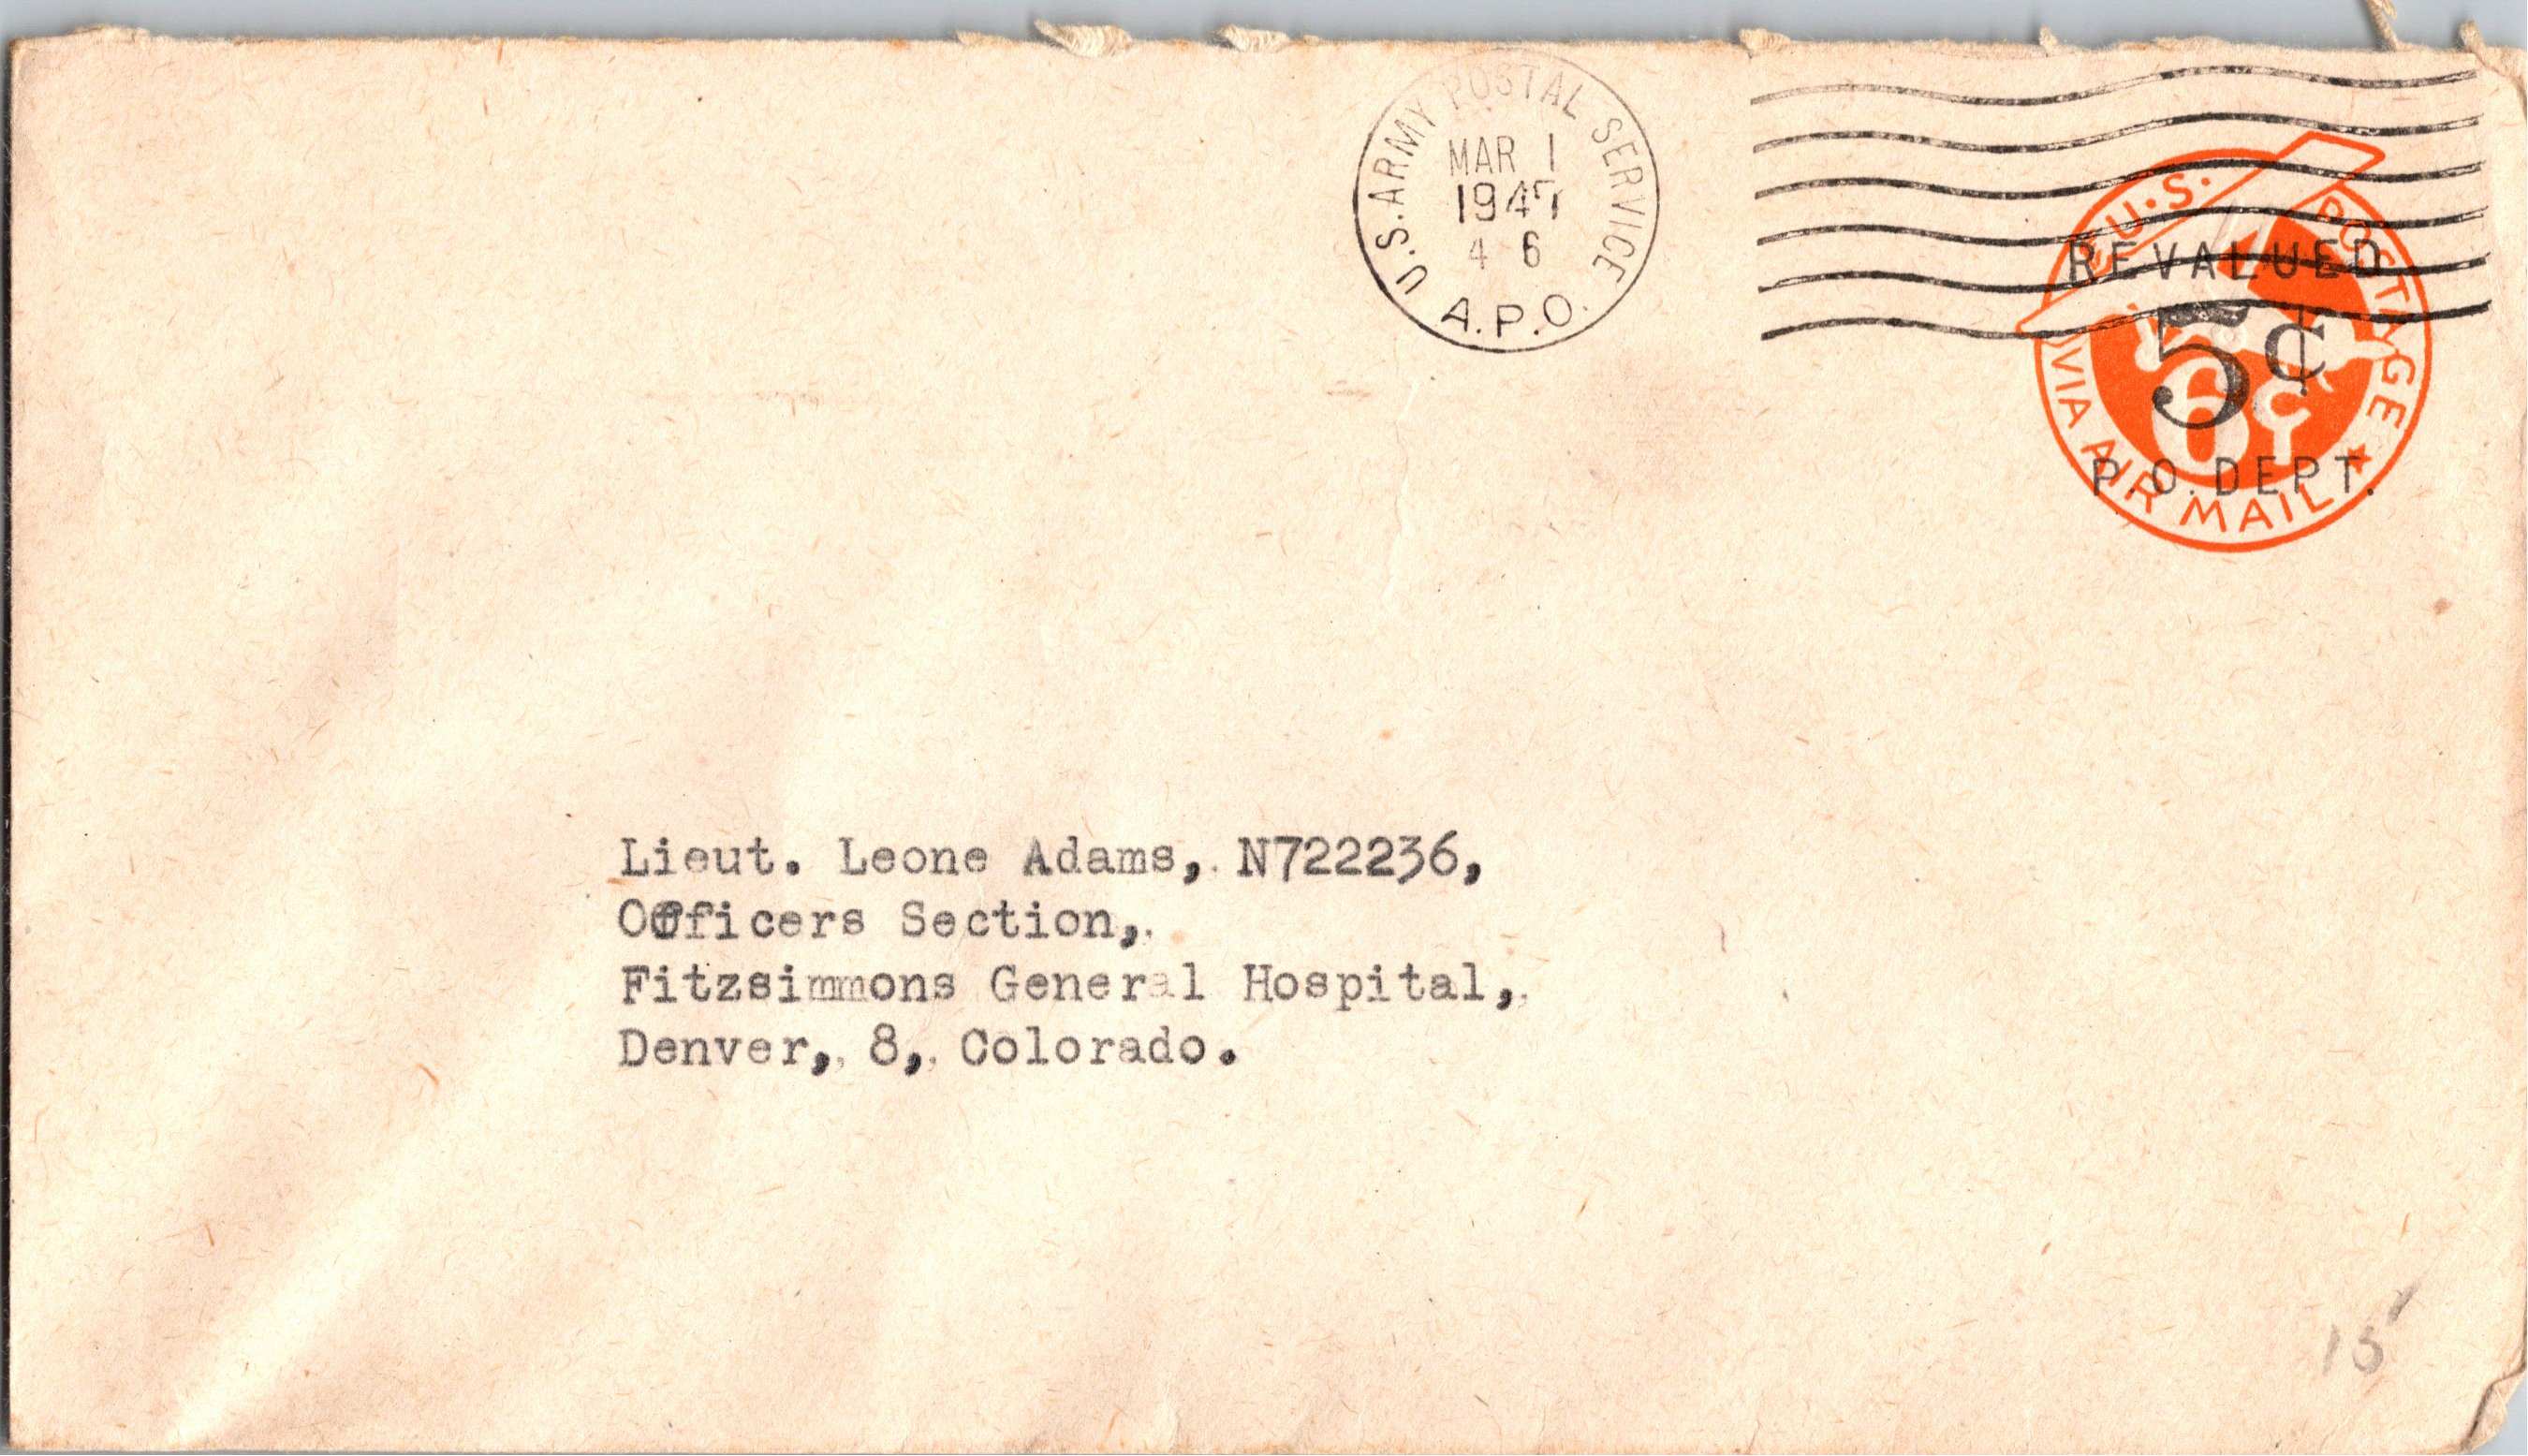 U.S. ARMY POSTAL SERVICE
MAR 1
1947
4 6
A.P.O.
U.S. POSTAGE
REVALUED
5¢
6¢
P.O. DEPT.
VIA AIR MAIL
Lieut. Leone Adams, N722236,
Officers Section,
Fitzsimmons General Hospital,
Denver, 8, Colorado.
15